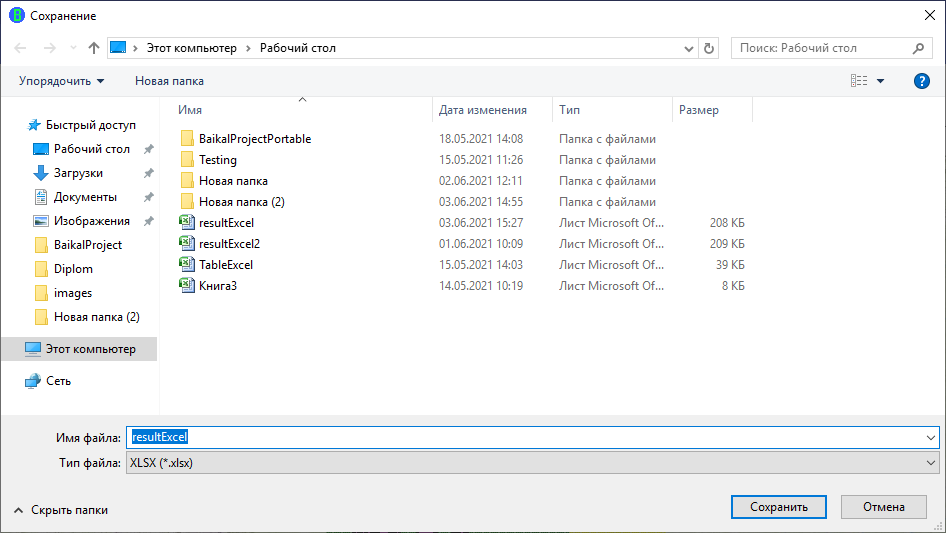 Сохранение
Этот компьютер Рабочий стол
Поиск: Рабочий стол
Упорядочить Новая папка
Имя Дата изменения Тип Размер
Быстрый доступ
Рабочий стол
Загрузки
Документы
Изображения
BaikalProject
Diplom
images
Новая папка (2)
Этот компьютер
Сеть
BaikalProjectPortable 18.05.2021 14:08 Папка с файлами
Testing 15.05.2021 11:26 Папка с файлами
Новая папка 02.06.2021 12:11 Папка с файлами
Новая папка (2) 03.06.2021 14:55 Папка с файлами
resultExcel 03.06.2021 15:27 Лист Microsoft Of... 208 КБ
resultExcel2 01.06.2021 10:09 Лист Microsoft Of... 209 КБ
TableExcel 15.05.2021 14:03 Лист Microsoft Of... 39 КБ
Книга3 14.05.2021 10:19 Лист Microsoft Of... 8 КБ
Имя файла: resultExcel
Тип файла: XLSX (*.xlsx)
Скрыть папки
Сохранить Отмена